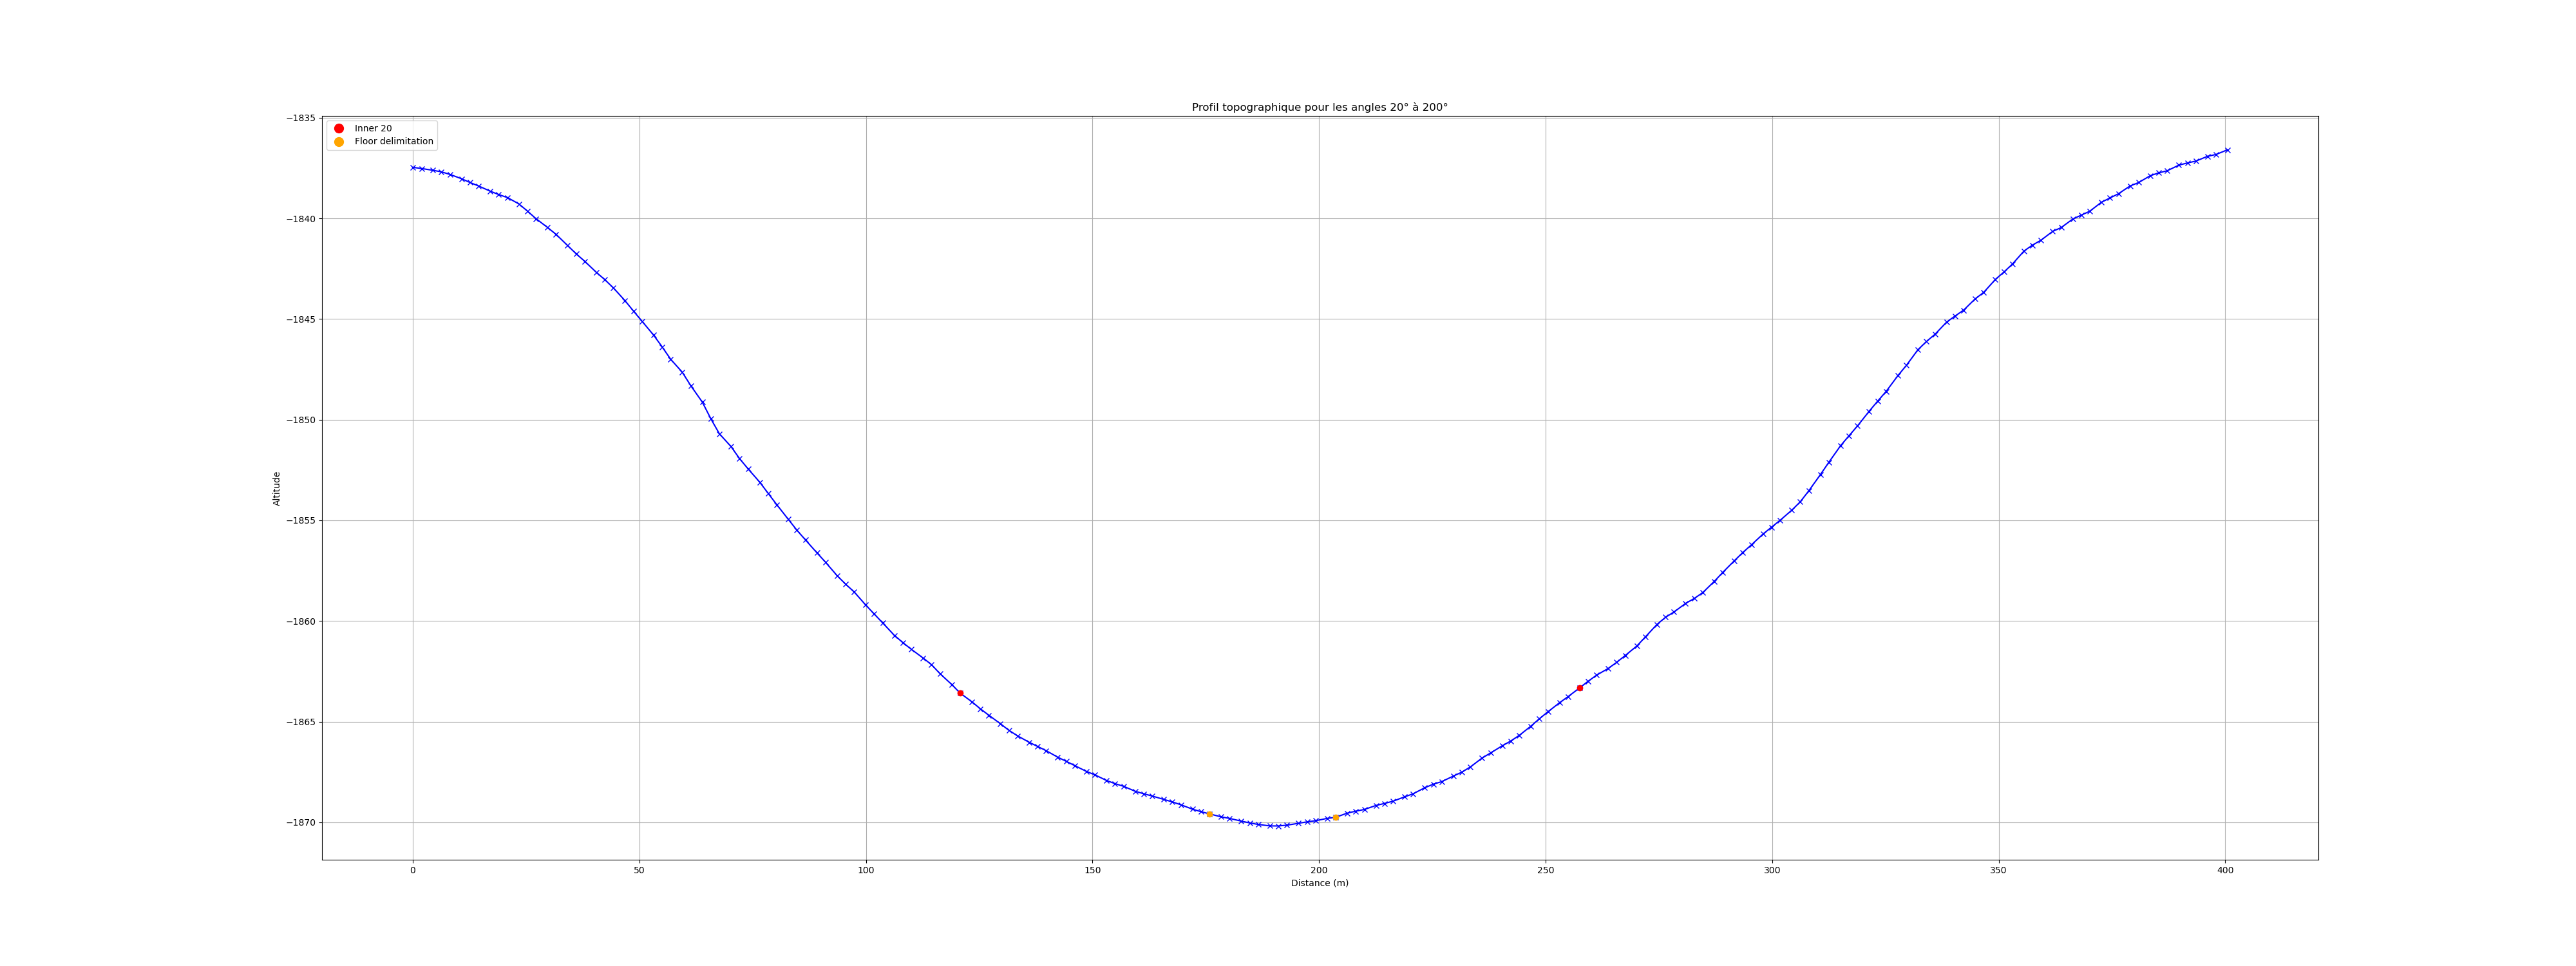 Profil topographique pour les angles 20° à 200°
Inner 20
Floor delimitation
Altitude
−1835
−1840
−1845
−1850
−1855
−1860
−1865
−1870
0 50 100 150 200 250 300 350 400
Distance (m)